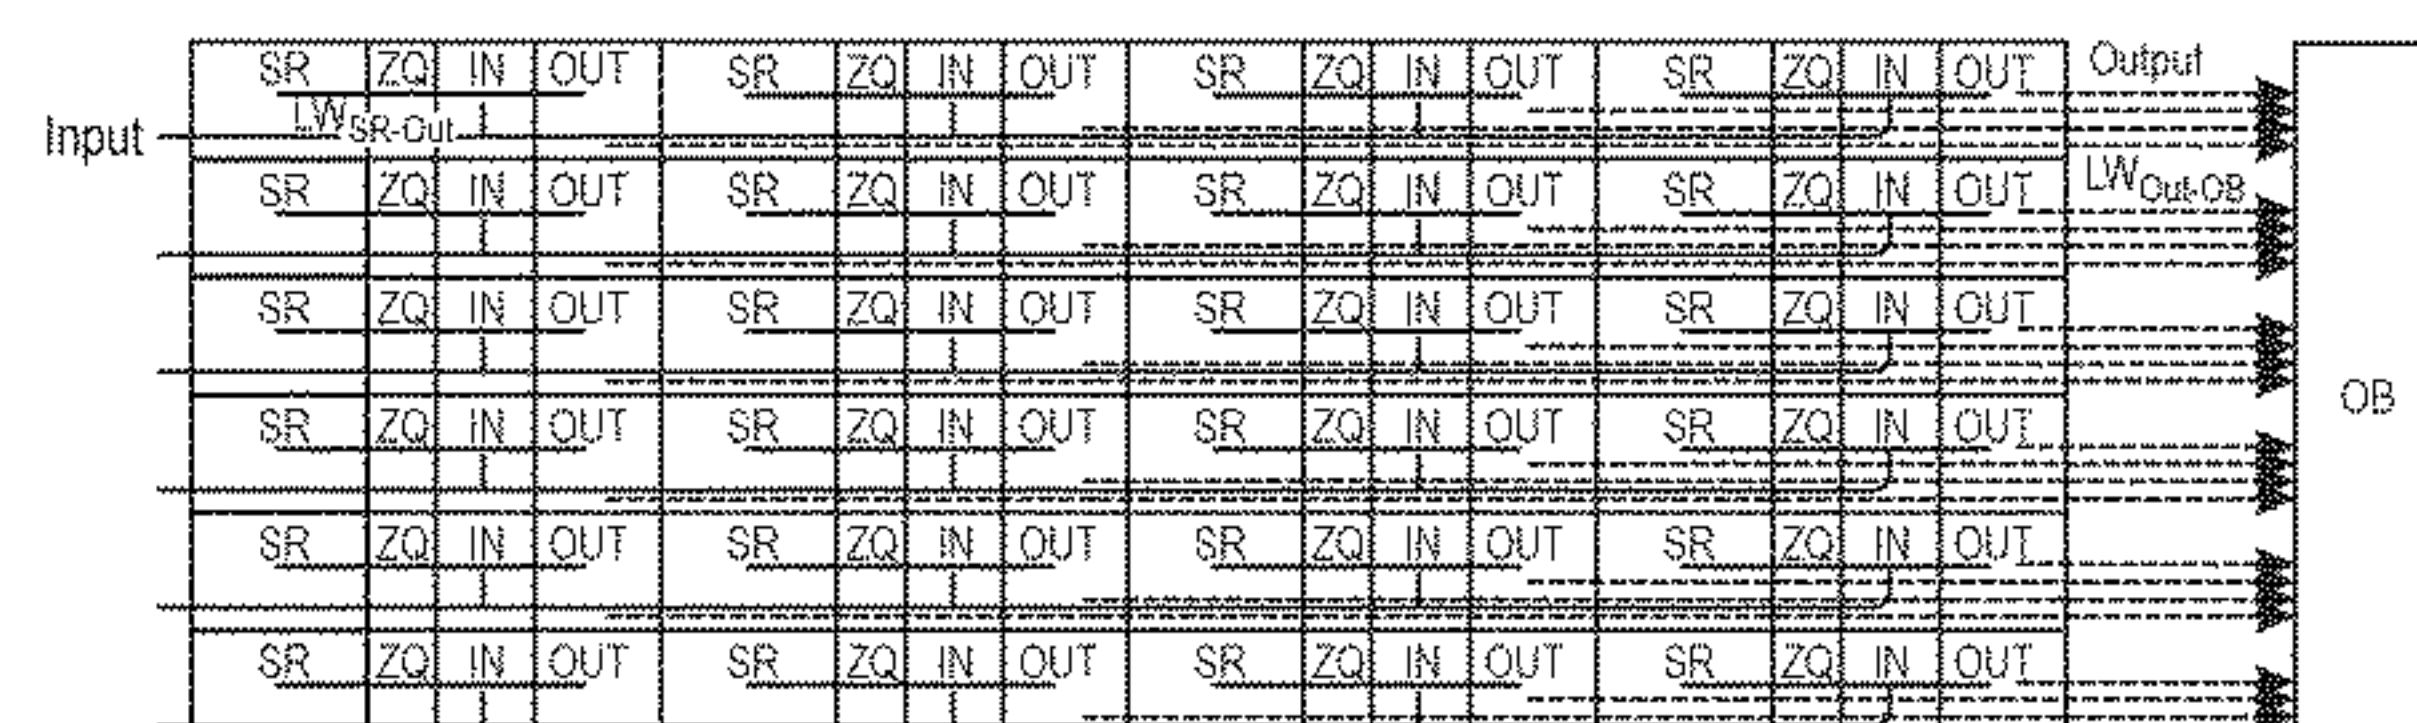 SR ZQ IN OUT SR ZQ IN OUT SR ZQ IN OUT SR ZQ IN OUT Output
Input LW_SR-Out
SR ZQ IN OUT SR ZQ IN OUT SR ZQ IN OUT SR ZQ IN OUT LW_Out-OB
SR ZQ IN OUT SR ZQ IN OUT SR ZQ IN OUT SR ZQ IN OUT
OB
SR ZQ IN OUT SR ZQ IN OUT SR ZQ IN OUT SR ZQ IN OUT
SR ZQ IN OUT SR ZQ IN OUT SR ZQ IN OUT SR ZQ IN OUT
SR ZQ IN OUT SR ZQ IN OUT SR ZQ IN OUT SR ZQ IN OUT